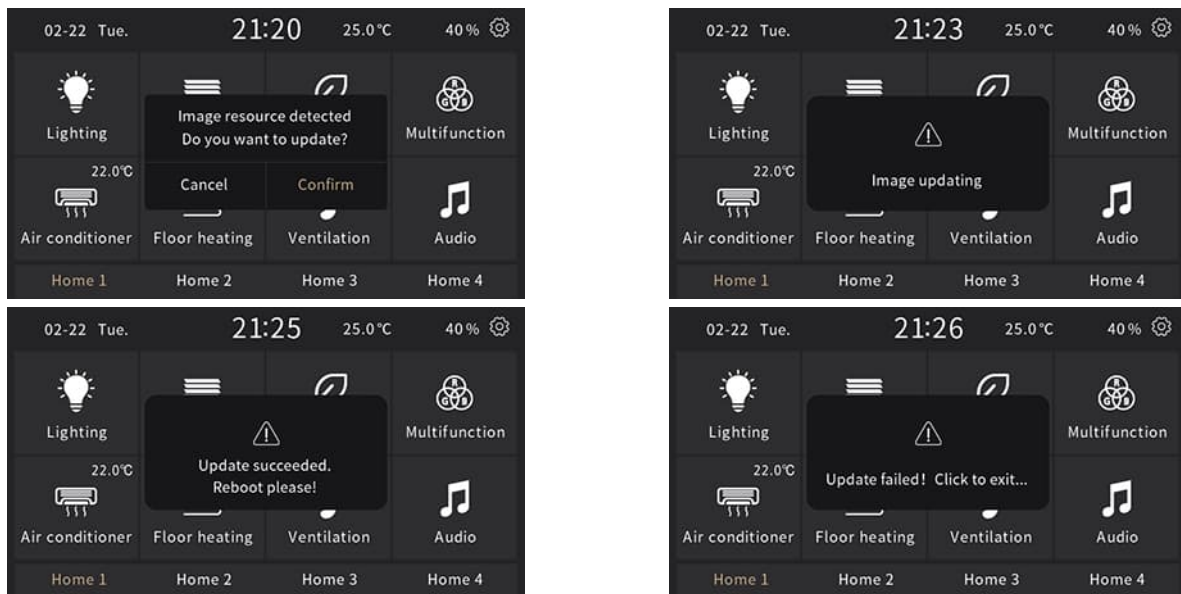 02-22 Tue. 21:20 25.0℃ 40%
Image resource detected
Do you want to update?
Lighting Multifunction
22.0℃
Cancel Confirm
Air conditioner Floor heating Ventilation Audio
Home 1 Home 2 Home 3 Home 4
02-22 Tue. 21:23 25.0℃ 40%
R
G B
Lighting Multifunction
22.0℃
Image updating
Air conditioner Floor heating Ventilation Audio
Home 1 Home 2 Home 3 Home 4
02-22 Tue. 21:25 25.0℃ 40%
R
G B
Lighting Multifunction
22.0℃
Update succeeded.
Reboot please!
Air conditioner Floor heating Ventilation Audio
Home 1 Home 2 Home 3 Home 4
02-22 Tue. 21:26 25.0℃ 40%
R
G B
Lighting Multifunction
22.0℃
Update failed! Click to exit...
Air conditioner Floor heating Ventilation Audio
Home 1 Home 2 Home 3 Home 4